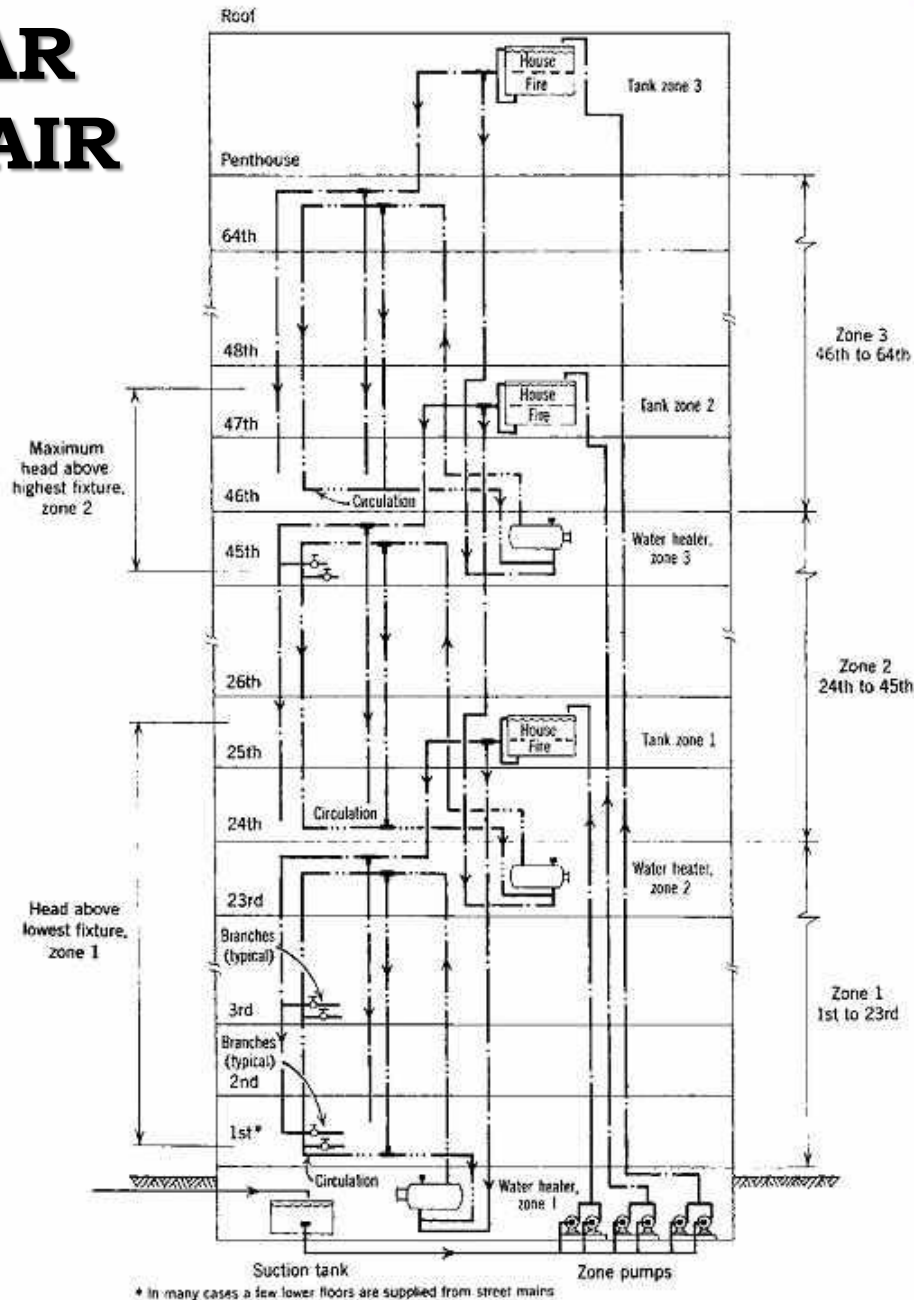 AR
AIR
Roof
House
Fire
Tank zone 3
Penthouse
64th
48th
Zone 3
46th to 64th
House
Fire
Tank zone 2
47th
Maximum
head above
highest fixture,
zone 2
46th
Circulation
45th
Water heater,
zone 3
26th
Zone 2
24th to 45th
House
Fire
Tank zone 1
25th
Circulation
24th
23rd
Water heater,
zone 2
Head above
lowest fixture,
zone 1
Branches
(typical)
3rd
Zone 1
1st to 23rd
Branches
(typical)
2nd
1st*
Circulation
Water heater,
zone 1
Suction tank
Zone pumps
* In many cases a few lower floors are supplied from street mains